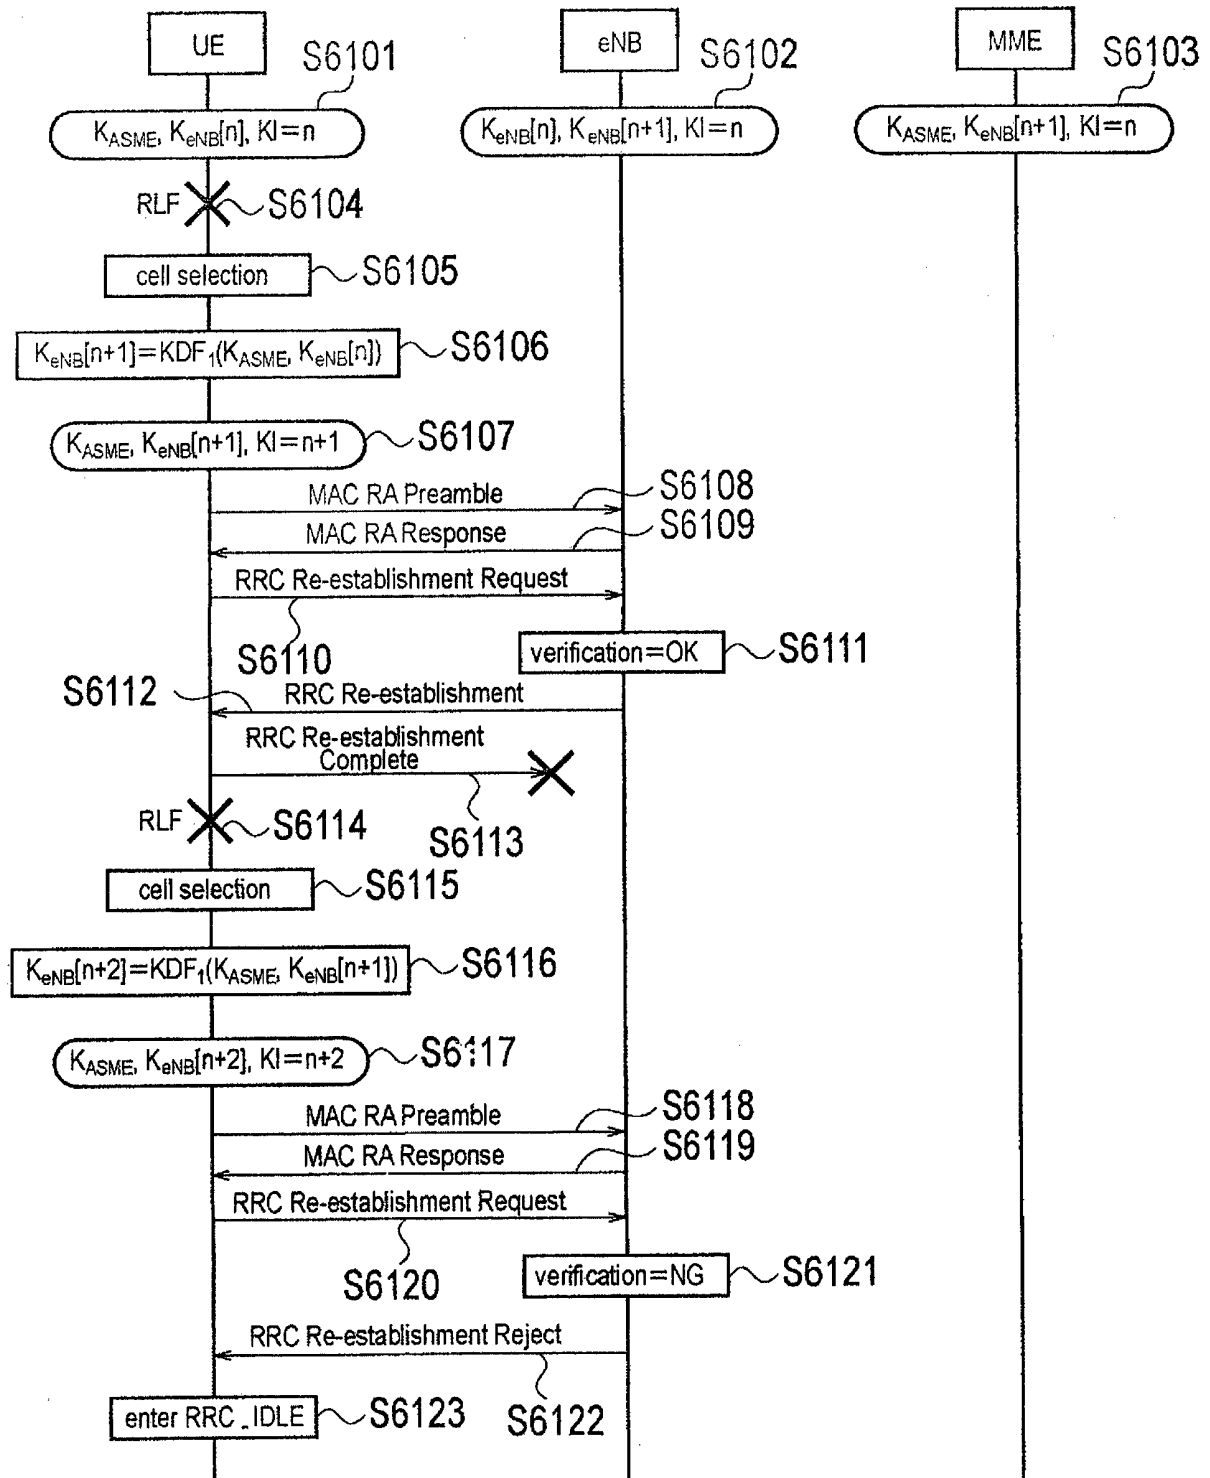 UE
eNB
MME
S6101
S6102
S6103
K_ASME, K_eNB[n], KI=n
K_eNB[n], K_eNB[n+1], KI=n
K_ASME, K_eNB[n+1], KI=n
RLF
S6104
cell selection
S6105
K_eNB[n+1]=KDF_1(K_ASME, K_eNB[n])
S6106
K_ASME, K_eNB[n+1], KI=n+1
S6107
MAC RA Preamble
S6108
MAC RA Response
S6109
RRC Re-establishment Request
S6110
verification=OK
S6111
S6112
RRC Re-establishment
RRC Re-establishment
Complete
S6113
RLF
S6114
cell selection
S6115
K_eNB[n+2]=KDF_1(K_ASME, K_eNB[n+1])
S6116
K_ASME, K_eNB[n+2], KI=n+2
S6117
MAC RA Preamble
S6118
MAC RA Response
S6119
RRC Re-establishment Request
S6120
verification=NG
S6121
RRC Re-establishment Reject
S6122
enter RRC_IDLE
S6123